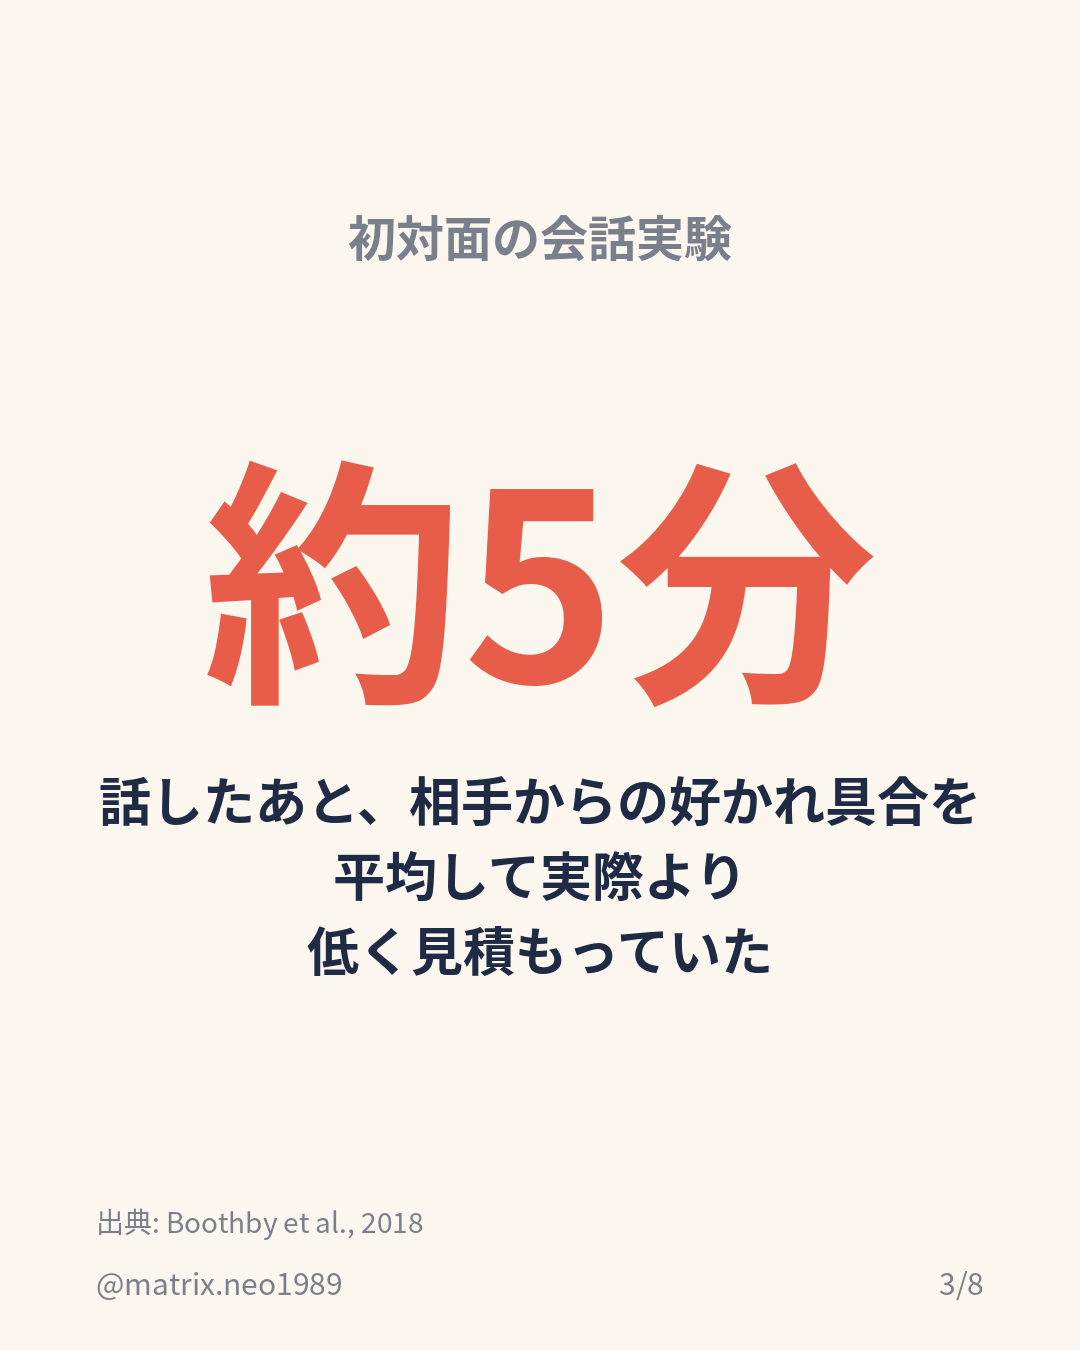 初対面の会話実験
約5分
話したあと、相手からの好かれ具合を
平均して実際より
低く見積もっていた
出典: Boothby et al., 2018
@matrix.neo1989
3/8